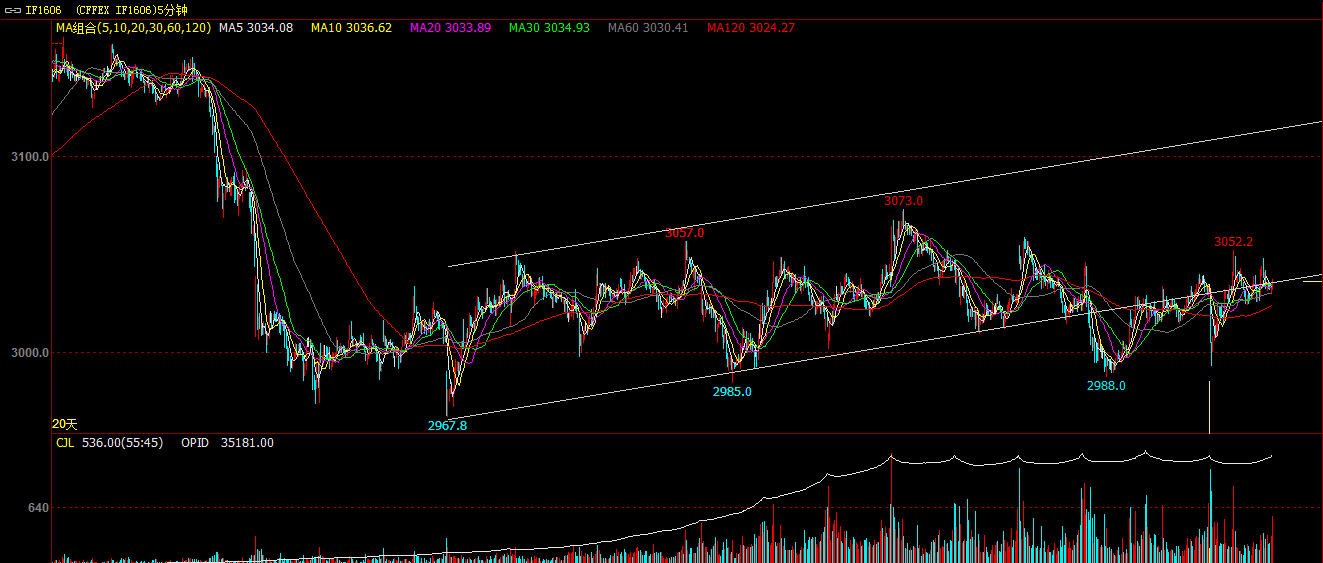 IF1606 (CFFEX IF1606)5分钟
MA组合(5,10,20,30,60,120) MA5 3034.08 MA10 3036.62 MA20 3033.89 MA30 3034.93 MA60 3030.41 MA120 3024.27
3100.0
3073.0
3057.0
3052.2
3000.0
2985.0
2988.0
20天
2967.8
CJL 536.00(55:45) OPID 35181.00
640